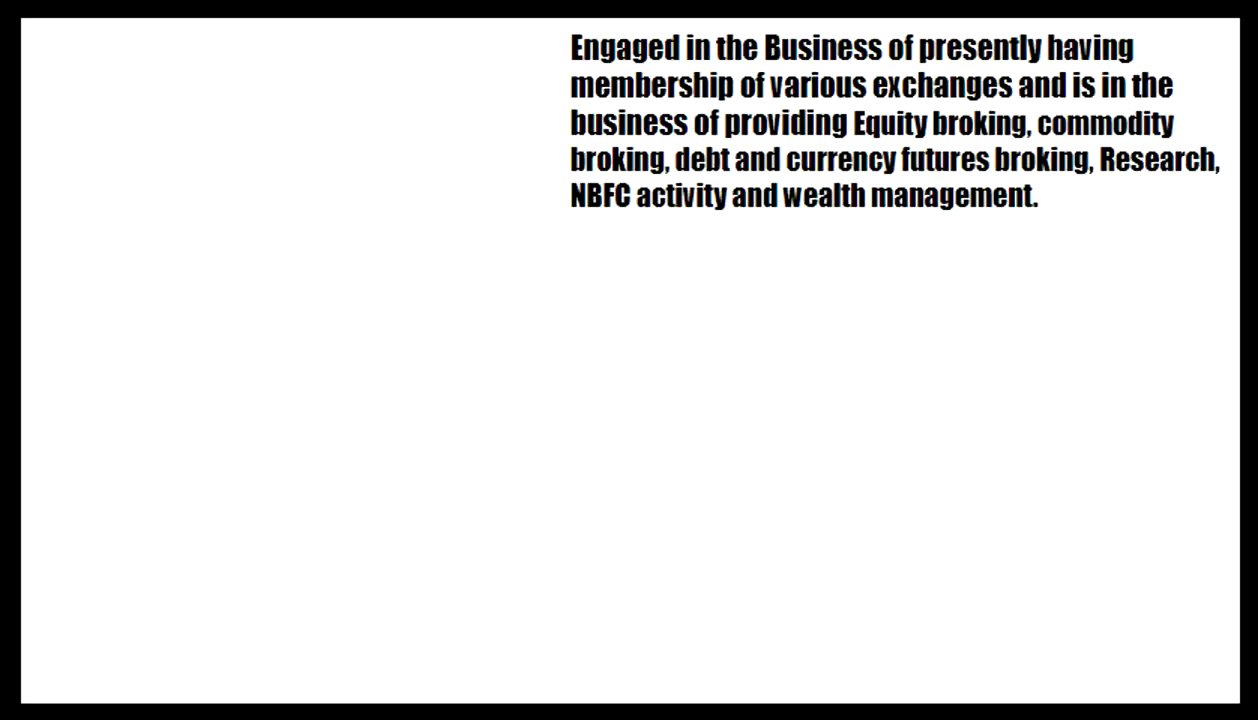 Engaged in the Business of presently having
membership of various exchanges and is in the
business of providing Equity broking, commodity
broking, debt and currency futures broking, Research,
NBFC activity and wealth management.